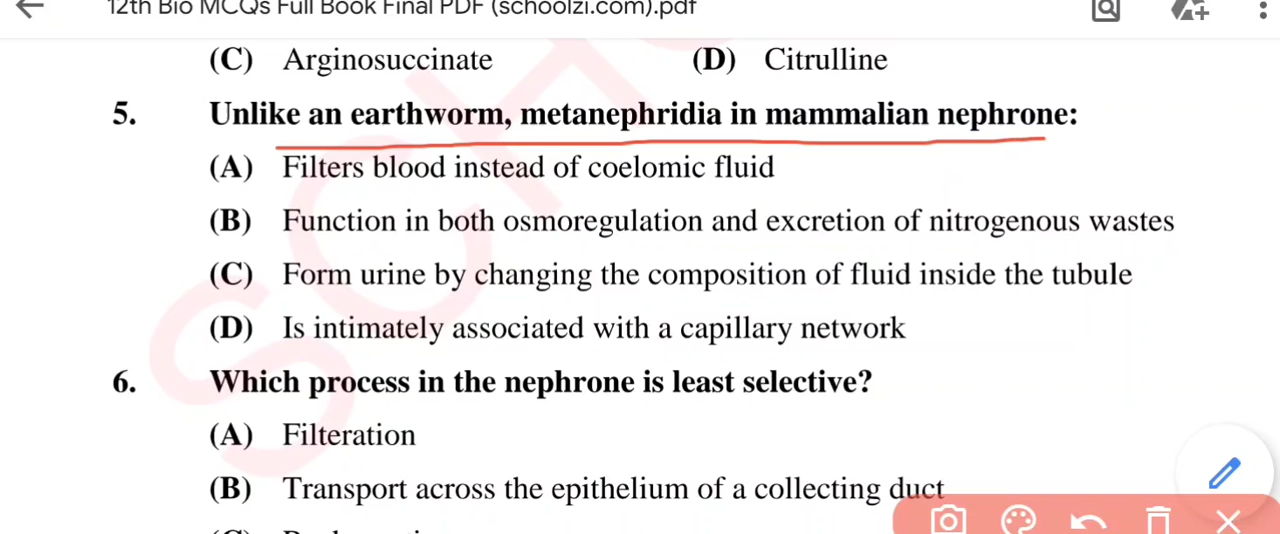 12th Bio MCQs Full Book Final PDF (schoolzi.com).pdf
(C) Arginosuccinate (D) Citrulline
5. Unlike an earthworm, metanephridia in mammalian nephrone:
(A) Filters blood instead of coelomic fluid
(B) Function in both osmoregulation and excretion of nitrogenous wastes
(C) Form urine by changing the composition of fluid inside the tubule
(D) Is intimately associated with a capillary network
6. Which process in the nephrone is least selective?
(A) Filteration
(B) Transport across the epithelium of a collecting duct